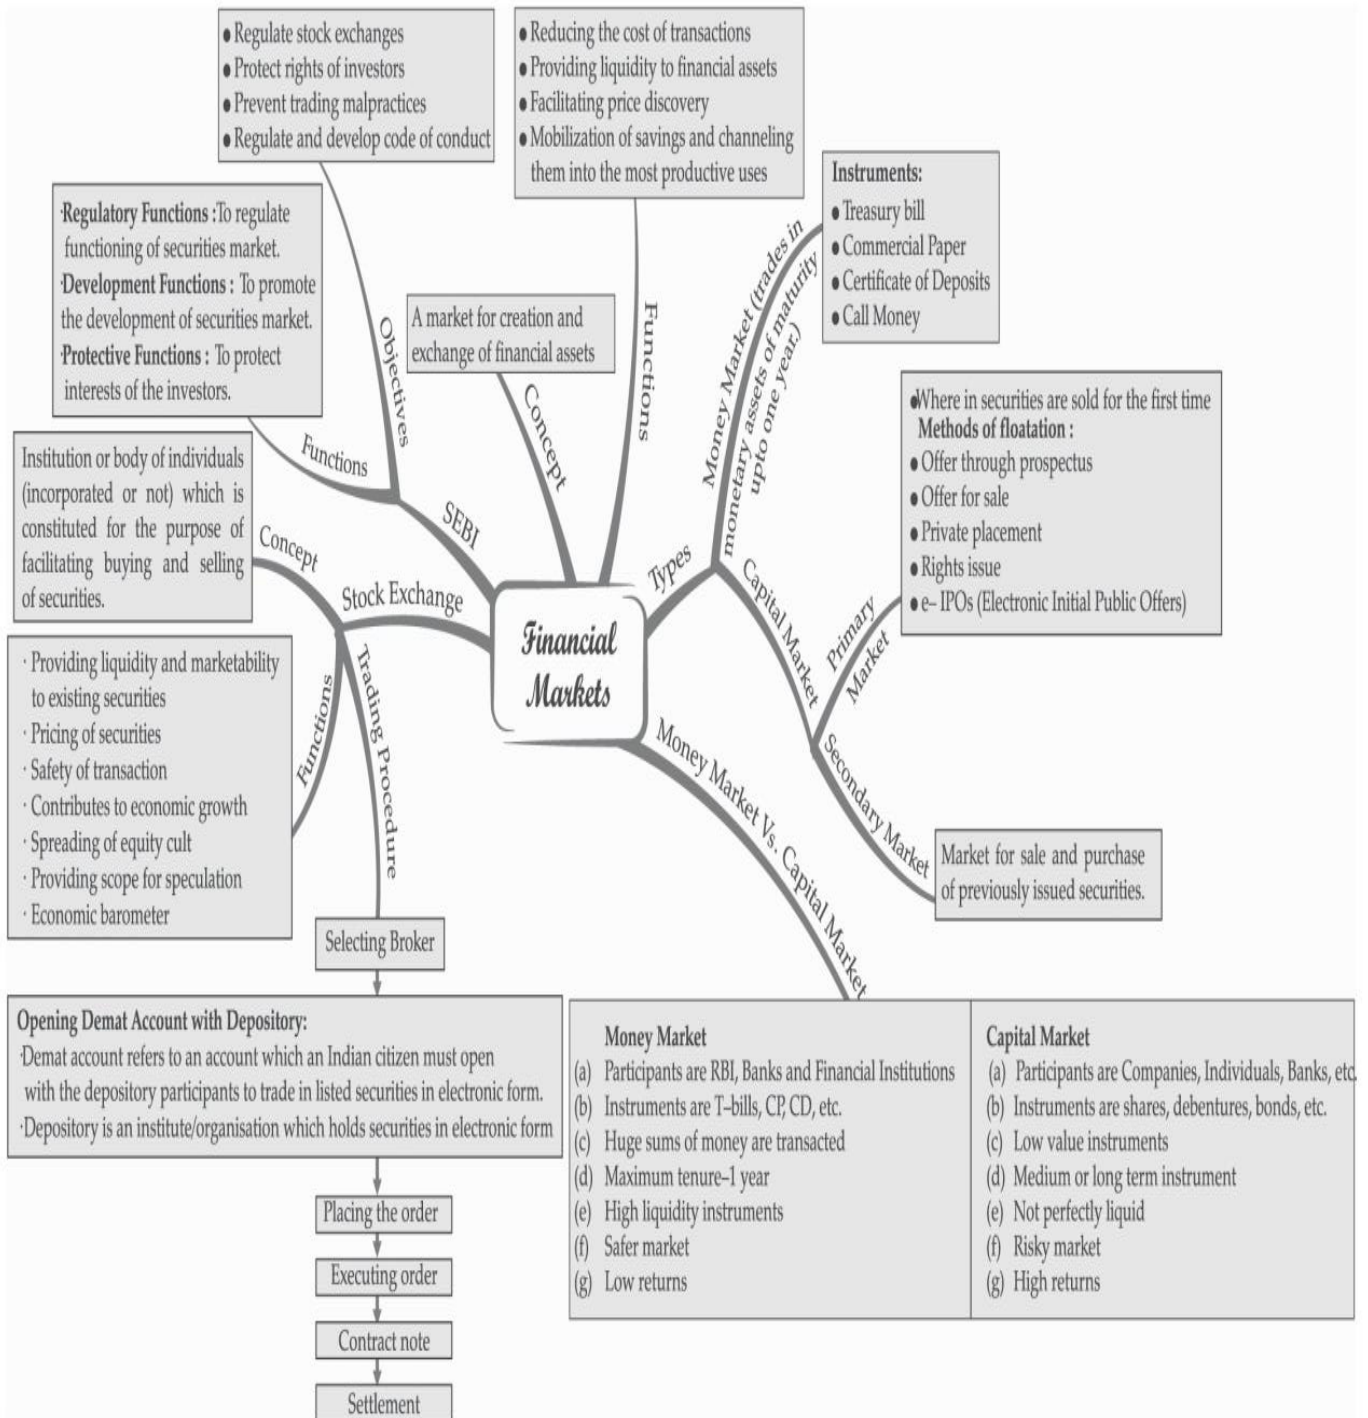 • Regulate stock exchanges
• Protect rights of investors
• Prevent trading malpractices
• Regulate and develop code of conduct
• Reducing the cost of transactions
• Providing liquidity to financial assets
• Facilitating price discovery
• Mobilization of savings and channeling
them into the most productive uses
Instruments:
• Treasury bill
• Commercial Paper
• Certificate of Deposits
• Call Money
·Regulatory Functions :To regulate
functioning of securities market.
·Development Functions : To promote
the development of securities market.
·Protective Functions : To protect
interests of the investors.
Objectives
Functions
SEBI
A market for creation and
exchange of financial assets
Concept
Functions
Types
Money Market (trades in
monetary assets of maturity
upto one year.)
Capital Market
Primary
Market
•Where in securities are sold for the first time
Methods of floatation :
• Offer through prospectus
• Offer for sale
• Private placement
• Rights issue
• e– IPOs (Electronic Initial Public Offers)
Secondary Market
Market for sale and purchase
of previously issued securities.
Institution or body of individuals
(incorporated or not) which is
constituted for the purpose of
facilitating buying and selling
of securities.
Concept
Stock Exchange
Financial
Markets
Functions
· Providing liquidity and marketability
to existing securities
· Pricing of securities
· Safety of transaction
· Contributes to economic growth
· Spreading of equity cult
· Providing scope for speculation
· Economic barometer
Trading Procedure
Selecting Broker
Opening Demat Account with Depository:
·Demat account refers to an account which an Indian citizen must open
with the depository participants to trade in listed securities in electronic form.
·Depository is an institute/organisation which holds securities in electronic form
Placing the order
Executing order
Contract note
Settlement
Money Market Vs. Capital Market
Money Market
(a) Participants are RBI, Banks and Financial Institutions
(b) Instruments are T–bills, CP, CD, etc.
(c) Huge sums of money are transacted
(d) Maximum tenure–1 year
(e) High liquidity instruments
(f) Safer market
(g) Low returns
Capital Market
(a) Participants are Companies, Individuals, Banks, etc.
(b) Instruments are shares, debentures, bonds, etc.
(c) Low value instruments
(d) Medium or long term instrument
(e) Not perfectly liquid
(f) Risky market
(g) High returns